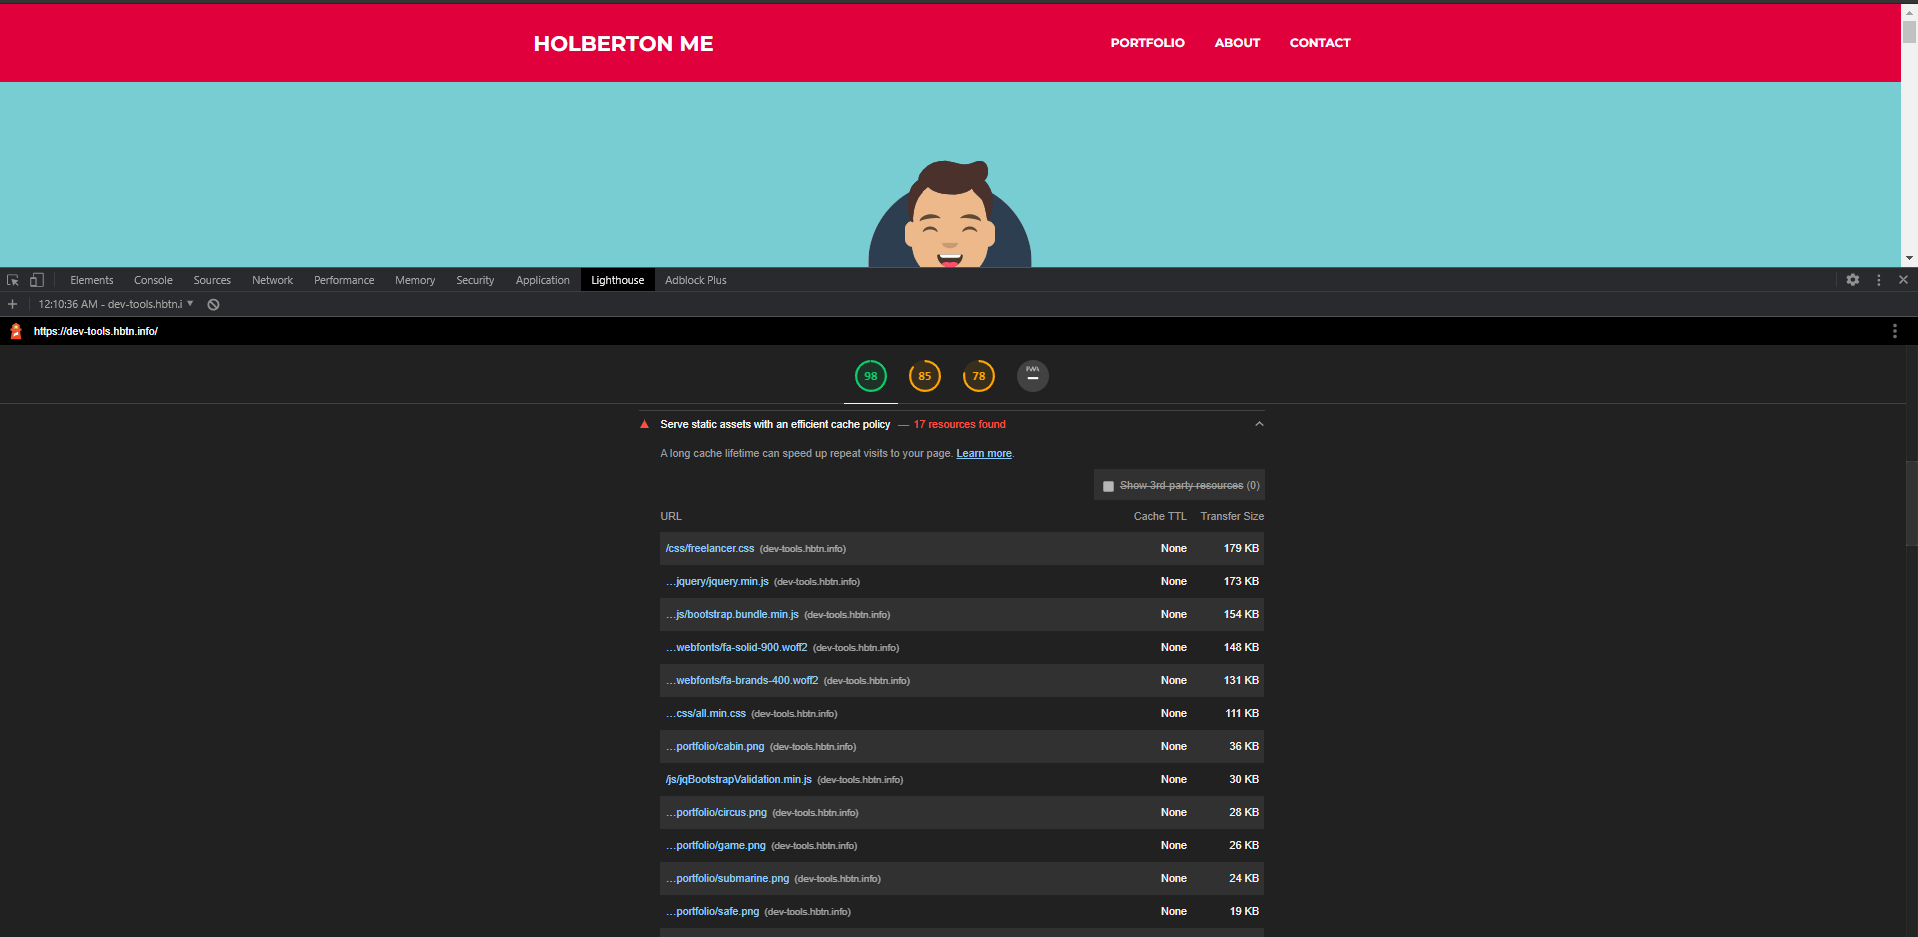 HOLBERTON ME PORTFOLIO ABOUT CONTACT
Elements Console Sources Network Performance Memory Security Application Lighthouse Adblock Plus
12:10:36 AM - dev-tools.hbtn.i
https://dev-tools.hbtn.info/
98 85 78 PWA
Serve static assets with an efficient cache policy — 17 resources found
A long cache lifetime can speed up repeat visits to your page. Learn more.
Show 3rd-party resources (0)
URL Cache TTL Transfer Size
/css/freelancer.css (dev-tools.hbtn.info) None 179 KB
…jquery/jquery.min.js (dev-tools.hbtn.info) None 173 KB
…js/bootstrap.bundle.min.js (dev-tools.hbtn.info) None 154 KB
…webfonts/fa-solid-900.woff2 (dev-tools.hbtn.info) None 148 KB
…webfonts/fa-brands-400.woff2 (dev-tools.hbtn.info) None 131 KB
…css/all.min.css (dev-tools.hbtn.info) None 111 KB
…portfolio/cabin.png (dev-tools.hbtn.info) None 36 KB
/js/jqBootstrapValidation.min.js (dev-tools.hbtn.info) None 30 KB
…portfolio/circus.png (dev-tools.hbtn.info) None 28 KB
…portfolio/game.png (dev-tools.hbtn.info) None 26 KB
…portfolio/submarine.png (dev-tools.hbtn.info) None 24 KB
…portfolio/safe.png (dev-tools.hbtn.info) None 19 KB